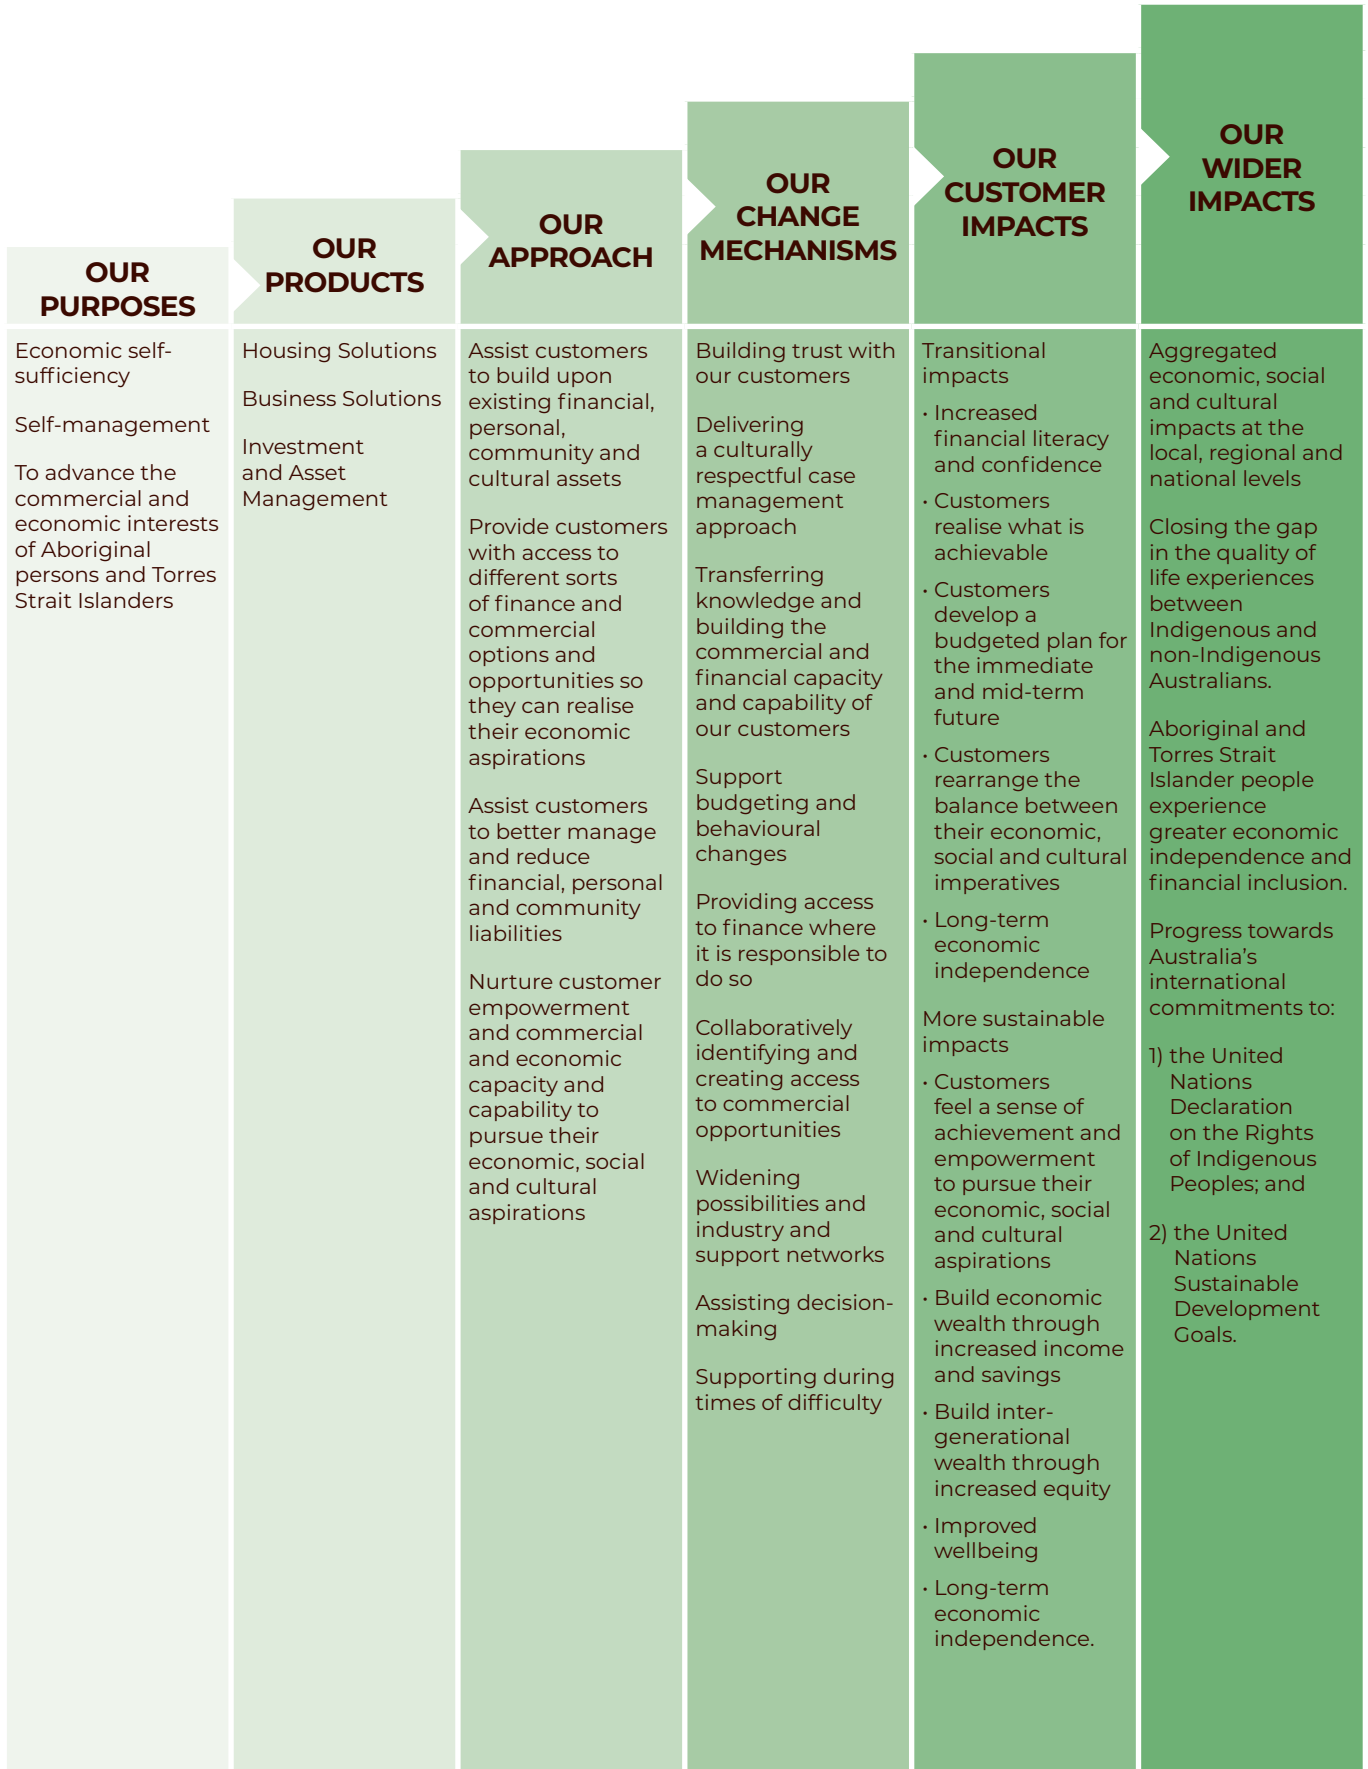 OUR
PURPOSES
Economic self-
sufficiency
Self-management
To advance the
commercial and
economic interests
of Aboriginal
persons and Torres
Strait Islanders
OUR
PRODUCTS
Housing Solutions
Business Solutions
Investment
and Asset
Management
OUR
APPROACH
Assist customers
to build upon
existing financial,
personal,
community and
cultural assets
Provide customers
with access to
different sorts
of finance and
commercial
options and
opportunities so
they can realise
their economic
aspirations
Assist customers
to better manage
and reduce
financial, personal
and community
liabilities
Nurture customer
empowerment
and commercial
and economic
capacity and
capability to
pursue their
economic, social
and cultural
aspirations
OUR
CHANGE
MECHANISMS
Building trust with
our customers
Delivering
a culturally
respectful case
management
approach
Transferring
knowledge and
building the
commercial and
financial capacity
and capability of
our customers
Support
budgeting and
behavioural
changes
Providing access
to finance where
it is responsible to
do so
Collaboratively
identifying and
creating access
to commercial
opportunities
Widening
possibilities and
industry and
support networks
Assisting decision-
making
Supporting during
times of difficulty
OUR
CUSTOMER
IMPACTS
Transitional
impacts
· Increased
financial literacy
and confidence
· Customers
realise what is
achievable
· Customers
develop a
budgeted plan for
the immediate
and mid-term
future
· Customers
rearrange the
balance between
their economic,
social and cultural
imperatives
· Long-term
economic
independence
More sustainable
impacts
· Customers
feel a sense of
achievement and
empowerment
to pursue their
economic, social
and cultural
aspirations
· Build economic
wealth through
increased income
and savings
· Build inter-
generational
wealth through
increased equity
· Improved
wellbeing
· Long-term
economic
independence.
OUR
WIDER
IMPACTS
Aggregated
economic, social
and cultural
impacts at the
local, regional and
national levels
Closing the gap
in the quality of
life experiences
between
Indigenous and
non-Indigenous
Australians.
Aboriginal and
Torres Strait
Islander people
experience
greater economic
independence and
financial inclusion.
Progress towards
Australia’s
international
commitments to:
1) the United
Nations
Declaration
on the Rights
of Indigenous
Peoples; and
2) the United
Nations
Sustainable
Development
Goals.